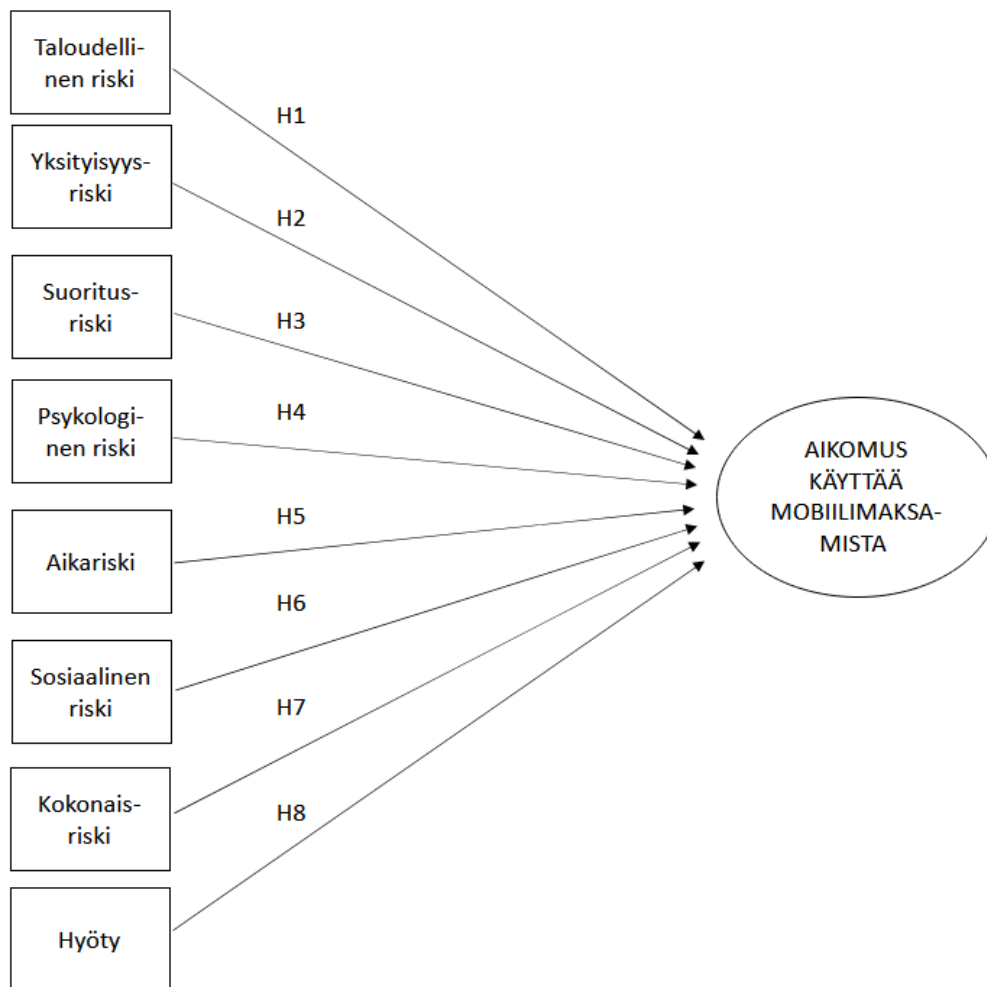 Taloudelli-
nen riski
H1
Yksityisyys-
riski
H2
Suoritus-
riski
H3
Psykologi-
nen riski
H4
Aikariski
H5
Sosiaalinen
riski
H6
Kokonais-
riski
H7
Hyöty
H8
AIKOMUS
KÄYTTÄÄ
MOBIILIMAKSA-
MISTA